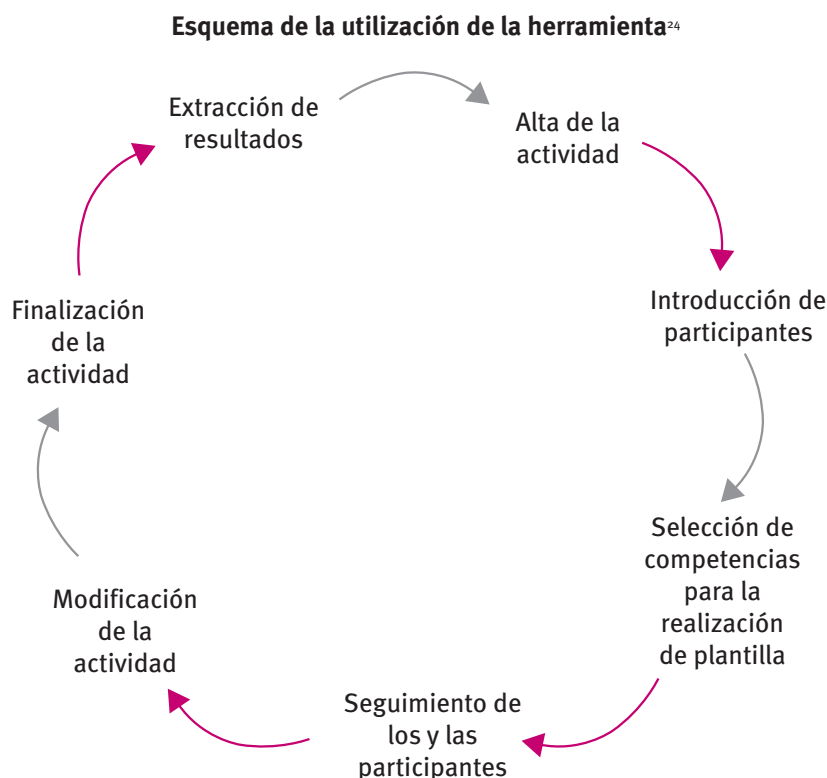 Esquema de la utilización de la herramienta²⁴
Extracción de
resultados
Alta de la
actividad
Introducción de
participantes
Selección de
competencias
para la
realización
de plantilla
Seguimiento de
los y las
participantes
Modificación
de la
actividad
Finalización
de la
actividad